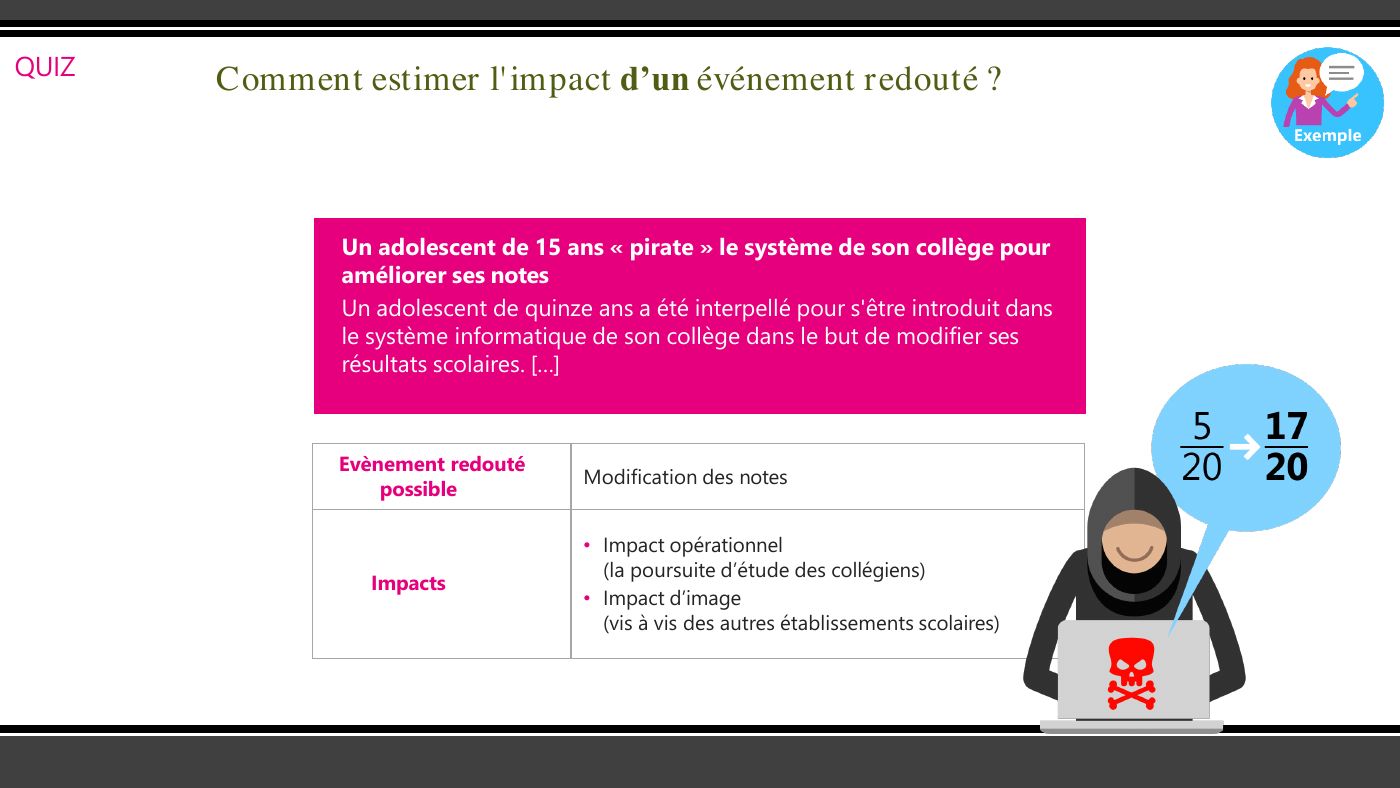 QUIZ
Comment estimer l'impact d’un événement redouté ?
Exemple
Un adolescent de 15 ans « pirate » le système de son collège pour
améliorer ses notes
Un adolescent de quinze ans a été interpellé pour s'être introduit dans
le système informatique de son collège dans le but de modifier ses
résultats scolaires. [...]
5/20 → 17/20
Evènement redouté
possible
Modification des notes
Impacts
• Impact opérationnel
(la poursuite d’étude des collégiens)
• Impact d’image
(vis à vis des autres établissements scolaires)